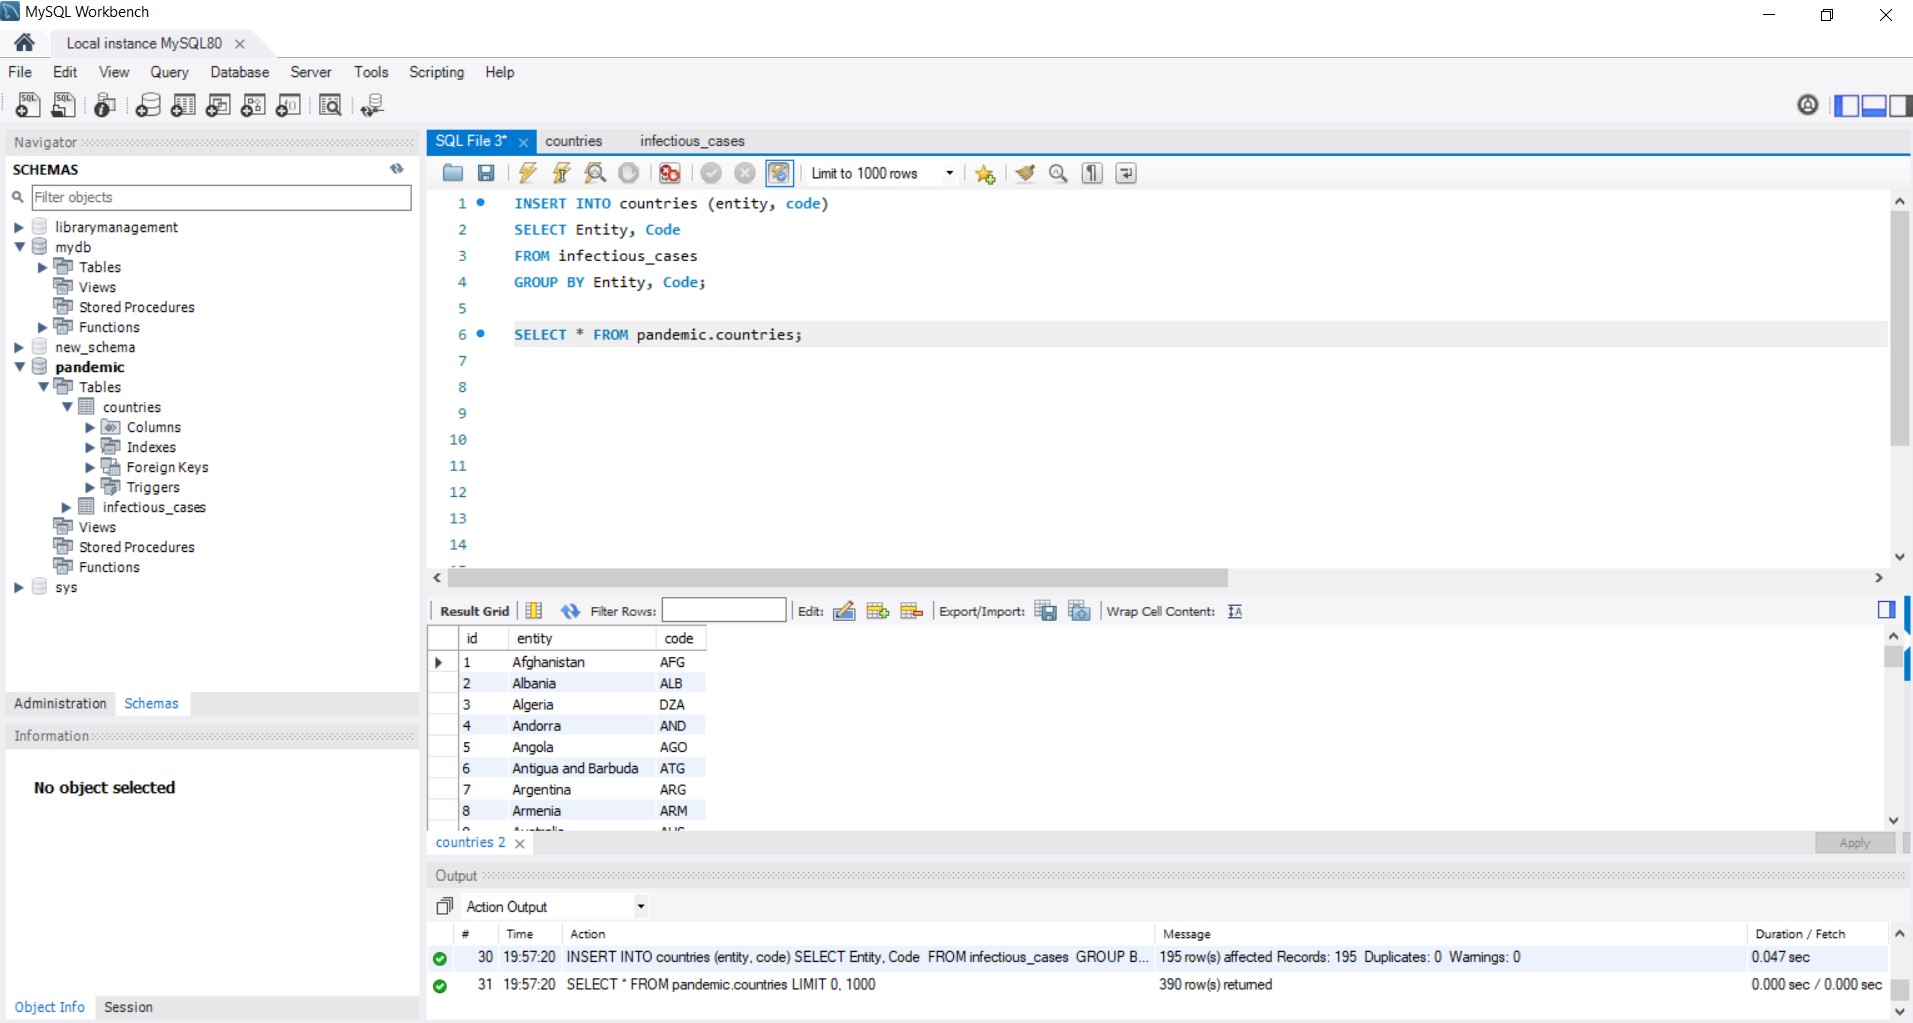 MySQL Workbench
Local instance MySQL80
File Edit View Query Database Server Tools Scripting Help
Navigator
SCHEMAS
Filter objects
librarymanagement
mydb
Tables
Views
Stored Procedures
Functions
new_schema
pandemic
Tables
countries
Columns
Indexes
Foreign Keys
Triggers
infectious_cases
Views
Stored Procedures
Functions
sys
Administration Schemas
Information
No object selected
Object Info Session
SQL File 3* countries infectious_cases
Limit to 1000 rows
1 INSERT INTO countries (entity, code)
2 SELECT Entity, Code
3 FROM infectious_cases
4 GROUP BY Entity, Code;
5
6 SELECT * FROM pandemic.countries;
7
8
9
10
11
12
13
14
Result Grid Filter Rows: Edit: Export/Import: Wrap Cell Content:
id entity code
1 Afghanistan AFG
2 Albania ALB
3 Algeria DZA
4 Andorra AND
5 Angola AGO
6 Antigua and Barbuda ATG
7 Argentina ARG
8 Armenia ARM
countries 2
Apply
Output
Action Output
# Time Action Message Duration / Fetch
30 19:57:20 INSERT INTO countries (entity, code) SELECT Entity, Code FROM infectious_cases GROUP B... 195 row(s) affected Records: 195 Duplicates: 0 Warnings: 0 0.047 sec
31 19:57:20 SELECT * FROM pandemic.countries LIMIT 0, 1000 390 row(s) returned 0.000 sec / 0.000 sec